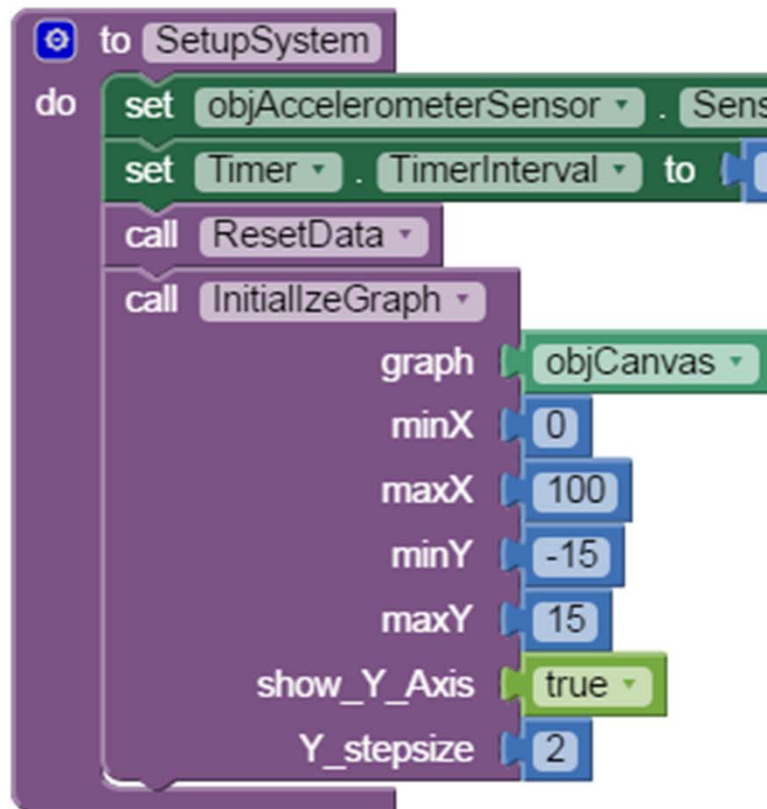 to SetupSystem
do set objAccelerometerSensor . Sens
set Timer . TimerInterval to
call ResetData
call InitiallzeGraph
graph objCanvas
minX 0
maxX 100
minY -15
maxY 15
show_Y_Axis true
Y_stepsize 2